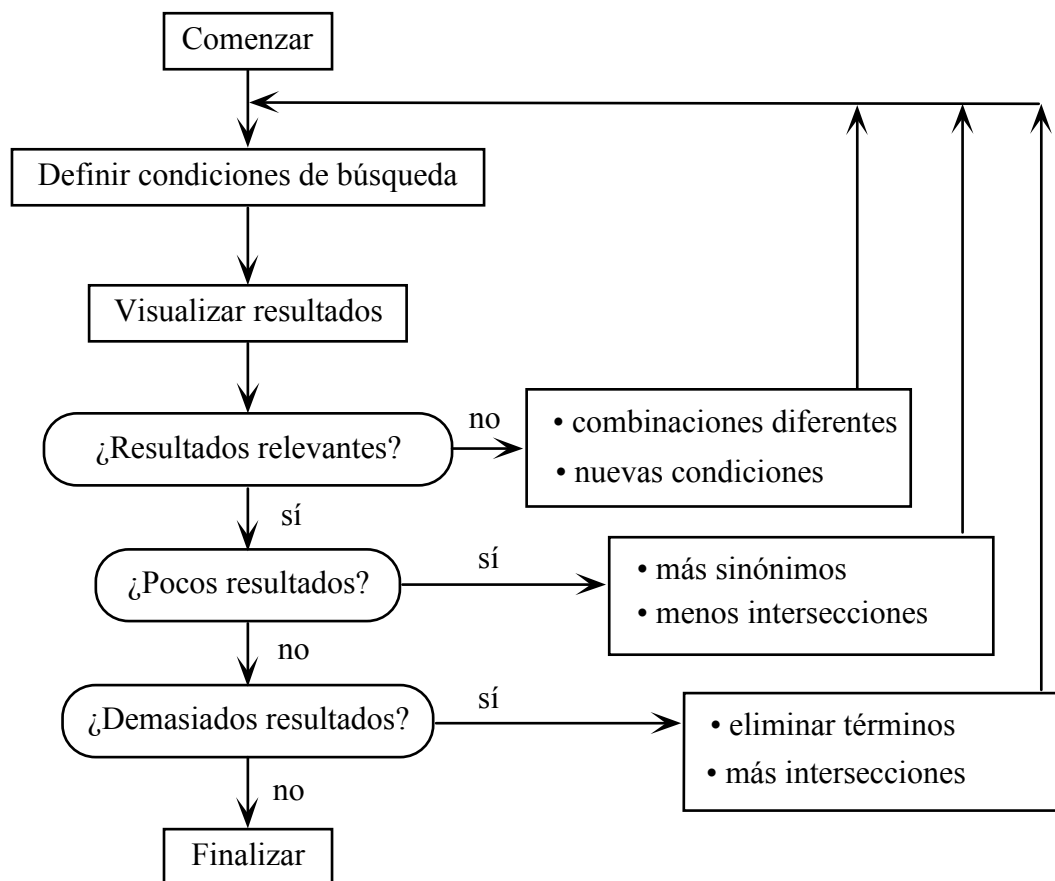 Comenzar
Definir condiciones de búsqueda
Visualizar resultados
¿Resultados relevantes?
no
• combinaciones diferentes
• nuevas condiciones
sí
¿Pocos resultados?
sí
• más sinónimos
• menos intersecciones
no
¿Demasiados resultados?
sí
• eliminar términos
• más intersecciones
no
Finalizar